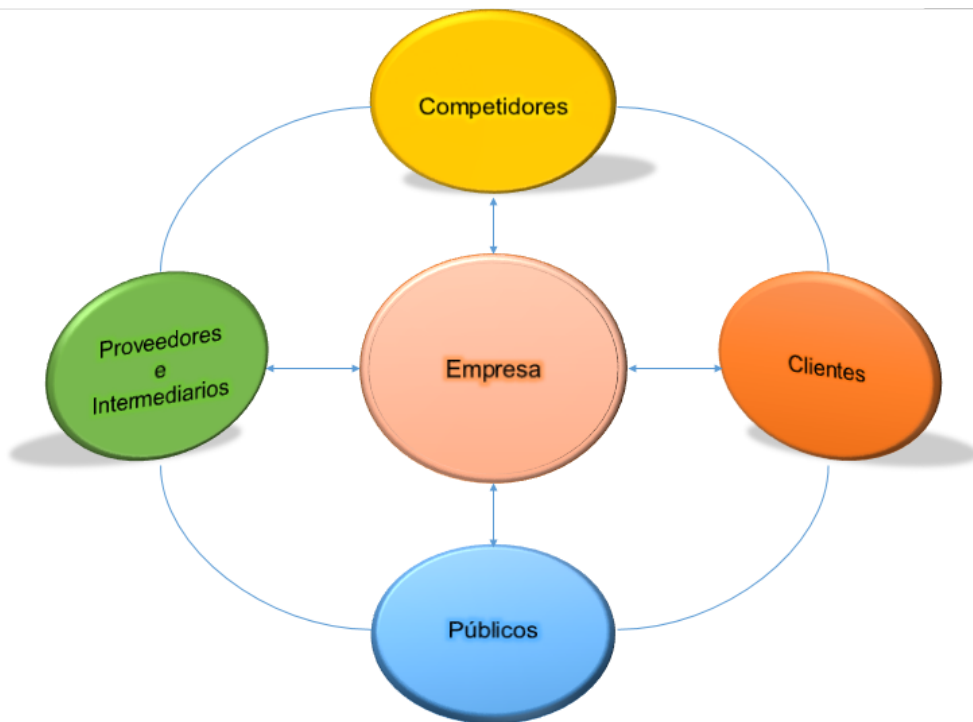 Competidores
Proveedores
e
Intermediarios
Empresa
Clientes
Públicos